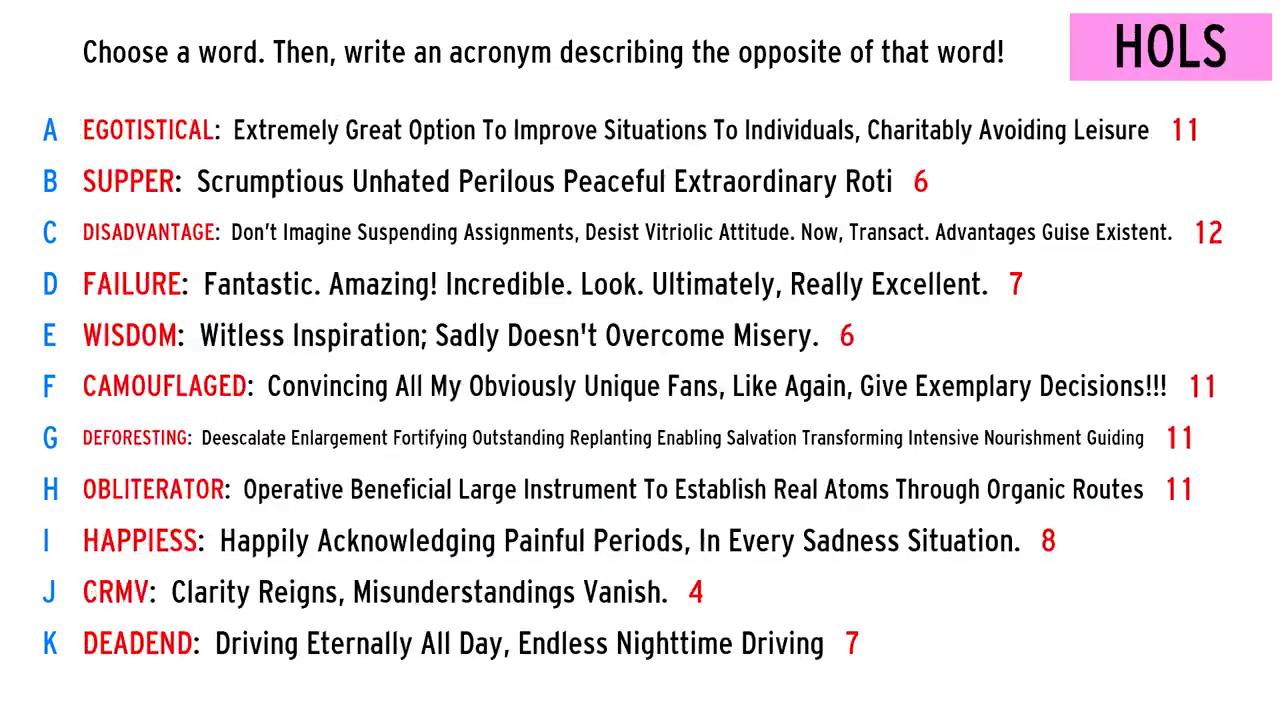 Choose a word. Then, write an acronym describing the opposite of that word!
HOLS
A EGOTISTICAL: Extremely Great Option To Improve Situations To Individuals, Charitably Avoiding Leisure 11
B SUPPER: Scrumptious Unhated Perilous Peaceful Extraordinary Roti 6
C DISADVANTAGE: Don't Imagine Suspending Assignments, Desist Vitriolic Attitude. Now, Transact. Advantages Guise Existent. 12
D FAILURE: Fantastic. Amazing! Incredible. Look. Ultimately, Really Excellent. 7
E WISDOM: Witless Inspiration; Sadly Doesn't Overcome Misery. 6
F CAMOUFLAGED: Convincing All My Obviously Unique Fans, Like Again, Give Exemplary Decisions!!! 11
G DEFORESTING: Deescalate Enlargement Fortifying Outstanding Replanting Enabling Salvation Transforming Intensive Nourishment Guiding 11
H OBLITERATOR: Operative Beneficial Large Instrument To Establish Real Atoms Through Organic Routes 11
I HAPPIESS: Happily Acknowledging Painful Periods, In Every Sadness Situation. 8
J CRMV: Clarity Reigns, Misunderstandings Vanish. 4
K DEADEND: Driving Eternally All Day, Endless Nighttime Driving 7